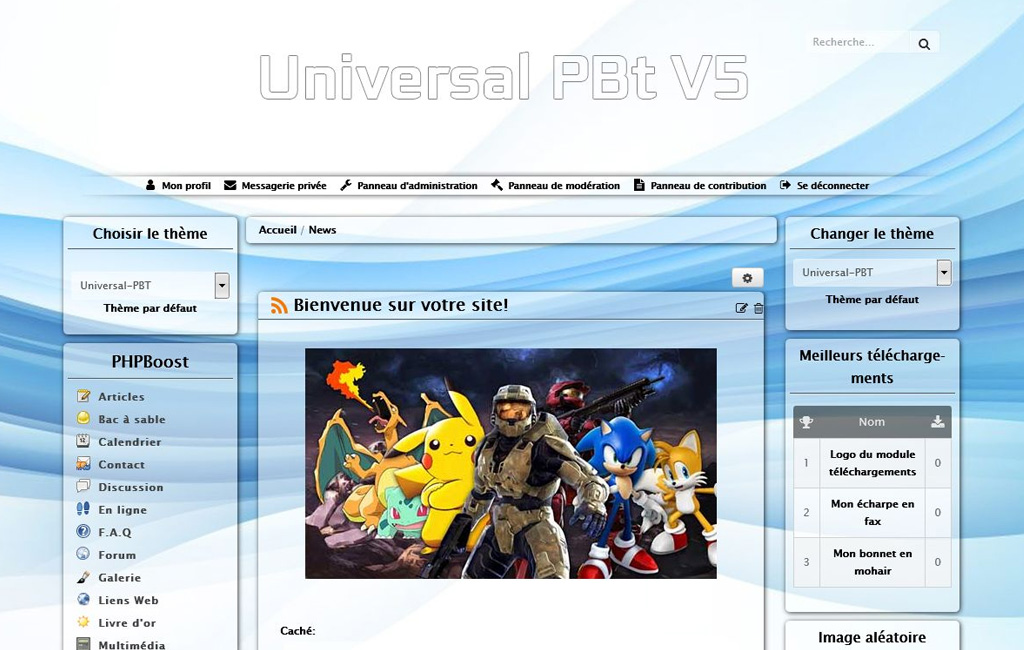 Recherche...
Universal PBt V5
Mon profil Messagerie privée Panneau d'administration Panneau de modération Panneau de contribution Se déconnecter
Choisir le thème
Universal-PBT
Thème par défaut
PHPBoost
Articles
Bac à sable
Calendrier
Contact
Discussion
En ligne
F.A.Q
Forum
Galerie
Liens Web
Livre d'or
Multimédia
Accueil / News
Bienvenue sur votre site!
Caché:
Changer le thème
Universal-PBT
Thème par défaut
Meilleurs télécharge-
ments
Nom
1 Logo du module 0
téléchargements
2 Mon écharpe en 0
fax
3 Mon bonnet en 0
mohair
Image aléatoire